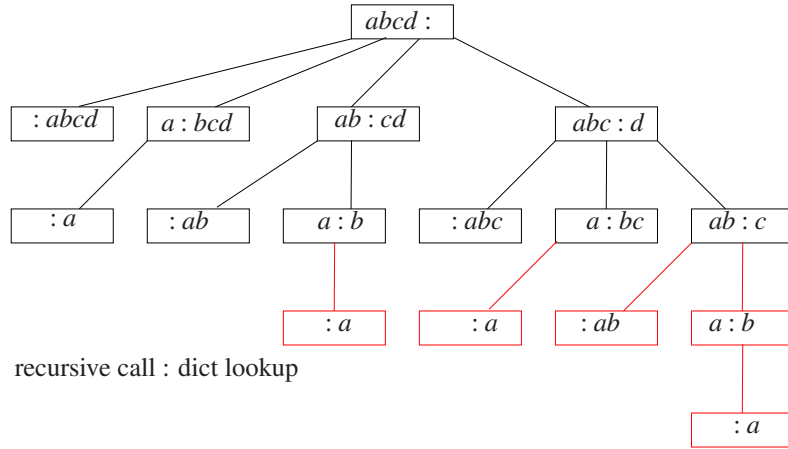 abcd :
: abcd a : bcd ab : cd abc : d
: a : ab a : b : abc a : bc ab : c
: a : a : ab a : b
recursive call : dict lookup
: a